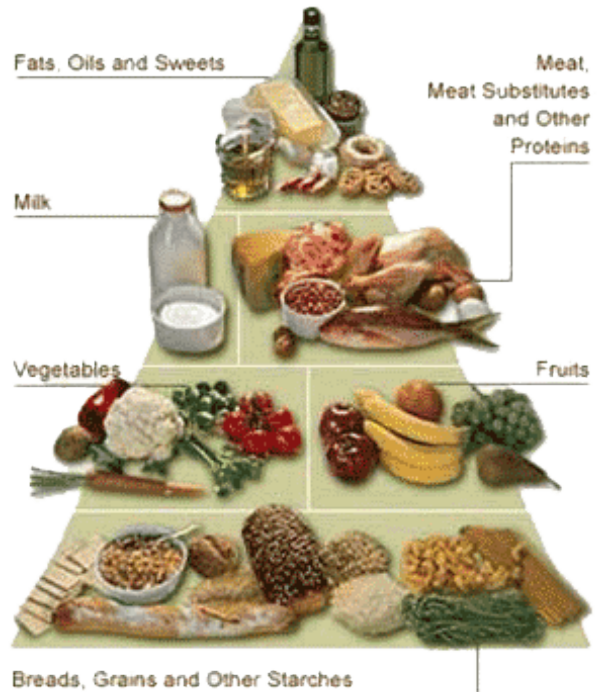 Fats, Oils and Sweets
Meat,
Meat Substitutes
and Other
Proteins
Milk
Vegetables
Fruits
Breads, Grains and Other Starches